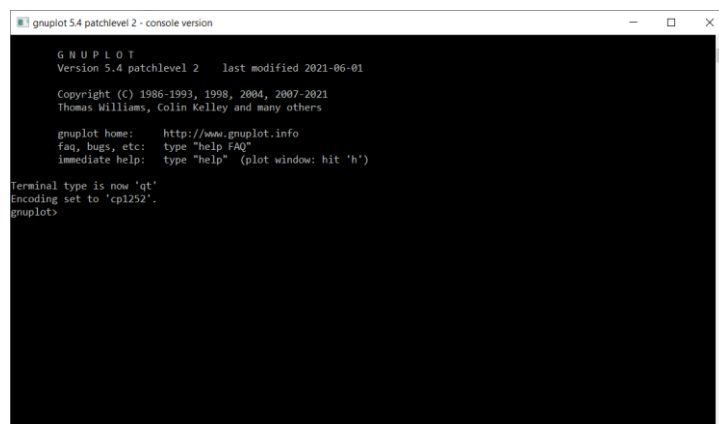 gnuplot 5.4 patchlevel 2 - console version
G N U P L O T
Version 5.4 patchlevel 2    last modified 2021-06-01
Copyright (C) 1986-1993, 1998, 2004, 2007-2021
Thomas Williams, Colin Kelley and many others
gnuplot home:     http://www.gnuplot.info
faq, bugs, etc:   type "help FAQ"
immediate help:   type "help"  (plot window: hit 'h')
Terminal type is now 'qt'
Encoding set to 'cp1252'.
gnuplot>